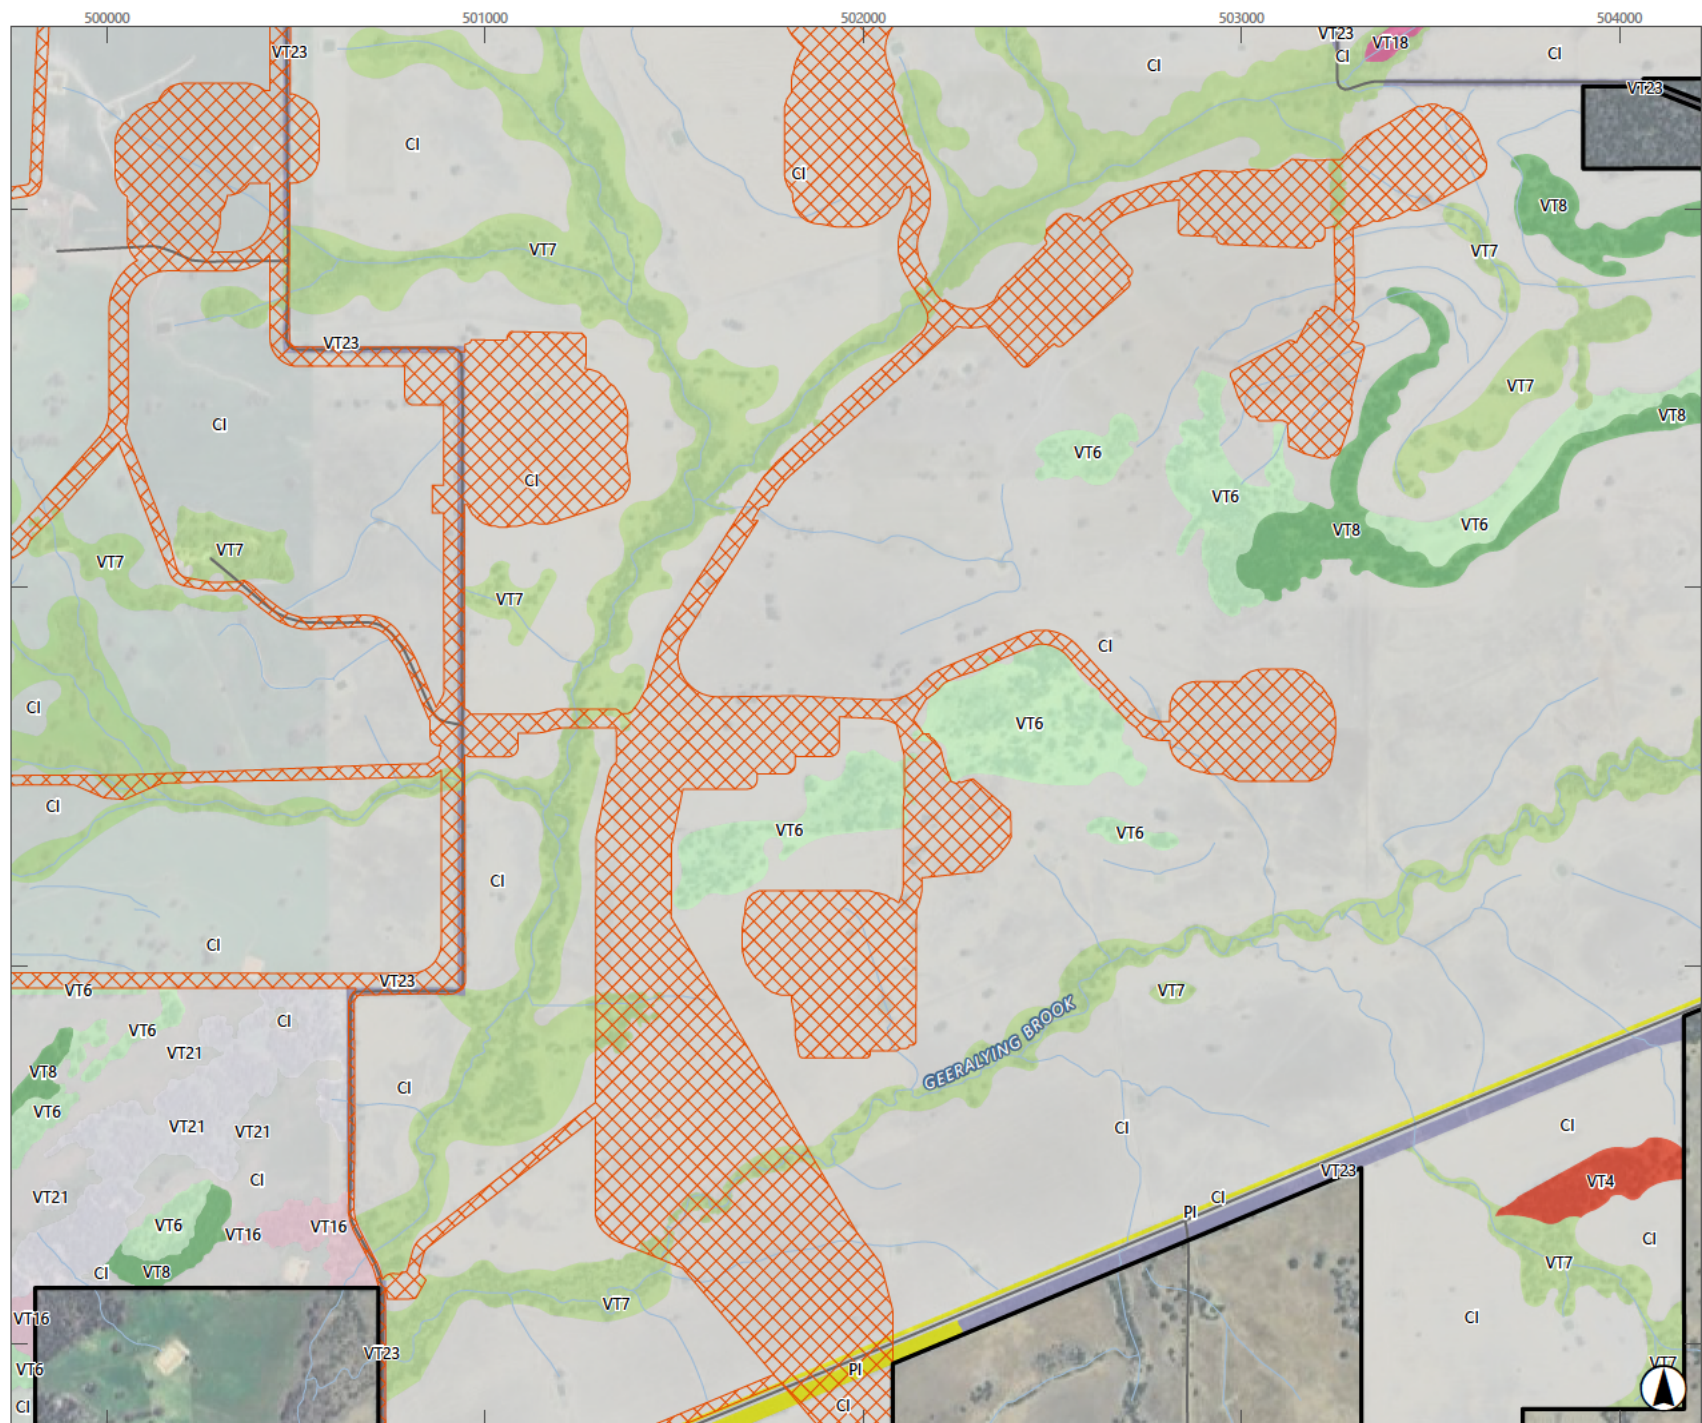 500000 501000 502000 503000 504000
VT23 VT23 VT18
CI CI CI
VT23
CI
CI
VT8
VT7 VT7
VT23
VT7
VT8
CI
VT6
CI
VT6
VT6
VT8
VT7 VT7
VT7
CI
CI
VT6
CI
VT6 VT6
CI
CI
VT23
VT6 VT7
GEERALYING BROOK
CI
VT6
VT21
VT8
CI
VT6
VT21 VT21
CI CI
VT23
CI
VT4
VT21
CI
PI
VT6
VT16 VT16
CI
VT7
CI VT8
VT7
VT16
CI
VT23
VT7
VT6
PI
CI
CI